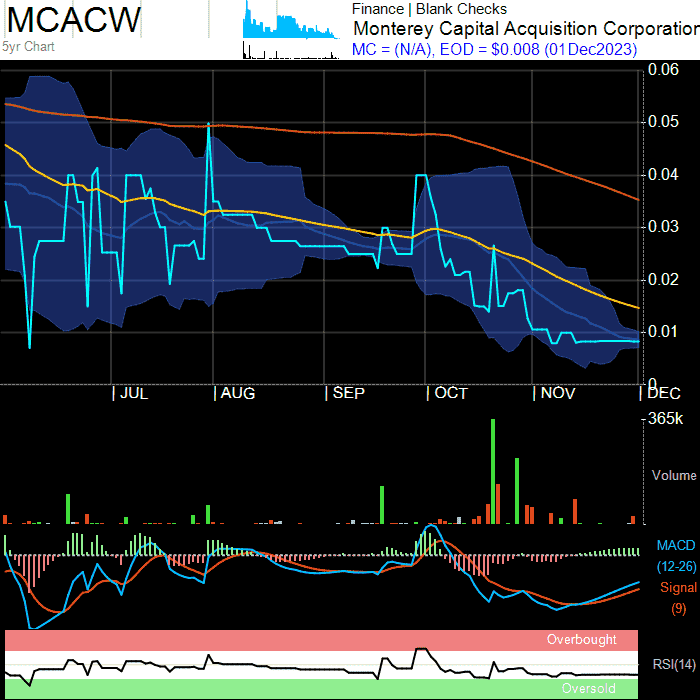 MCACW
5yr Chart
Finance | Blank Checks
Monterey Capital Acquisition Corporation
MC = (N/A), EOD = $0.008 (01Dec2023)
0.06
0.05
0.04
0.03
0.02
0.01
0
JUL
AUG
SEP
OCT
NOV
DEC
365k
Volume
MACD
(12-26)
Signal
(9)
Overbought
RSI(14)
Oversold